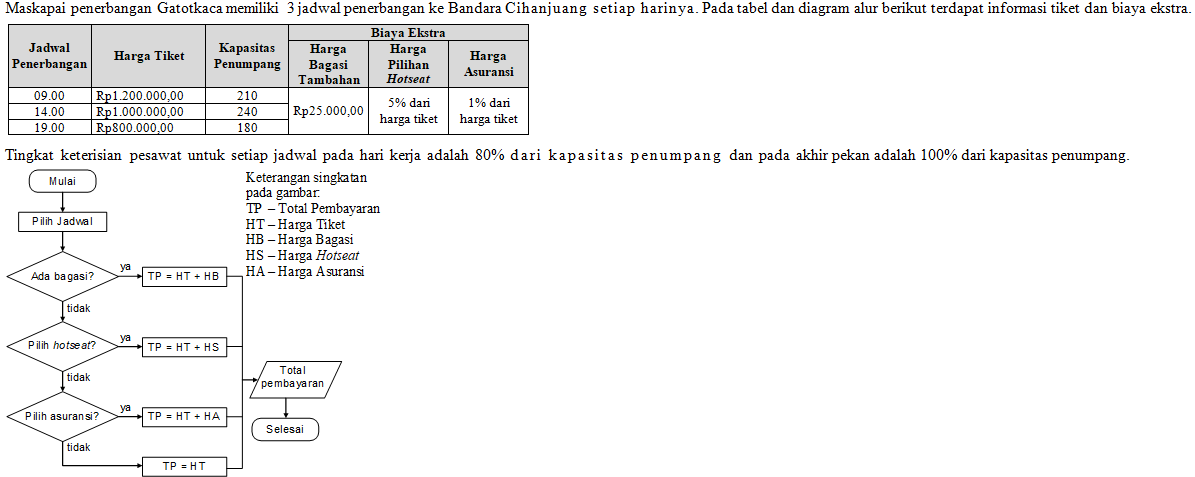 Maskapai penerbangan Gatotkaca memiliki 3 jadwal penerbangan ke Bandara Cihanjuang setiap harinya. Pada tabel dan diagram alur berikut terdapat informasi tiket dan biaya ekstra.
Jadwal Penerbangan
Harga Tiket
Kapasitas Penumpang
Biaya Ekstra
Harga Bagasi Tambahan
Harga Pilihan Hotseat
Harga Asuransi
09.00 Rp1.200.000,00 210
14.00 Rp1.000.000,00 240
19.00 Rp800.000,00 180
Rp25.000,00
5% dari harga tiket
1% dari harga tiket
Tingkat keterisian pesawat untuk setiap jadwal pada hari kerja adalah 80% dari kapasitas penumpang dan pada akhir pekan adalah 100% dari kapasitas penumpang.
Mulai
Pilih Jadwal
Ada bagasi?
ya
TP = HT + HB
tidak
Pilih hotseat?
ya
TP = HT + HS
tidak
Pilih asuransi?
ya
TP = HT + HA
tidak
TP = HT
Total pembayaran
Selesai
Keterangan singkatan
pada gambar:
TP – Total Pembayaran
HT – Harga Tiket
HB – Harga Bagasi
HS – Harga Hotseat
HA – Harga Asuransi